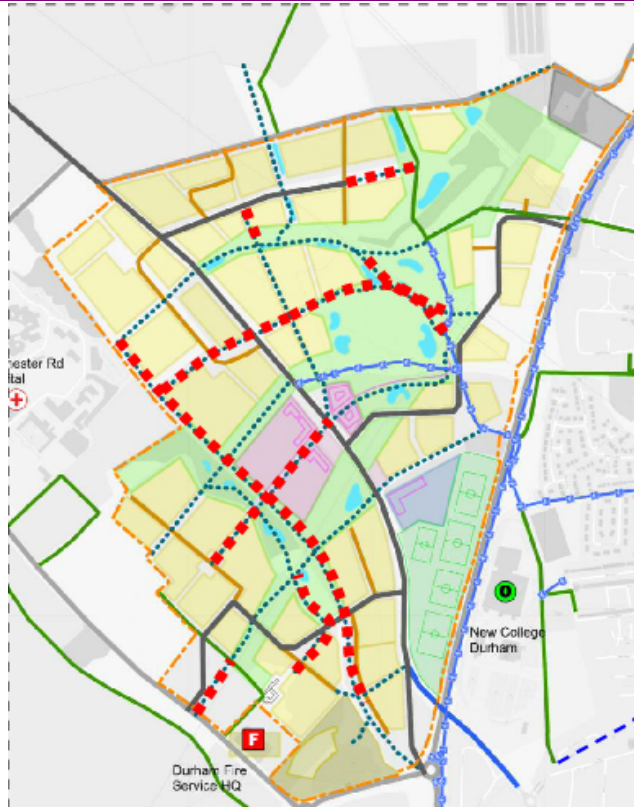 hester Rd
ital
New College
Durham
F
Durham Fire
Service HQ